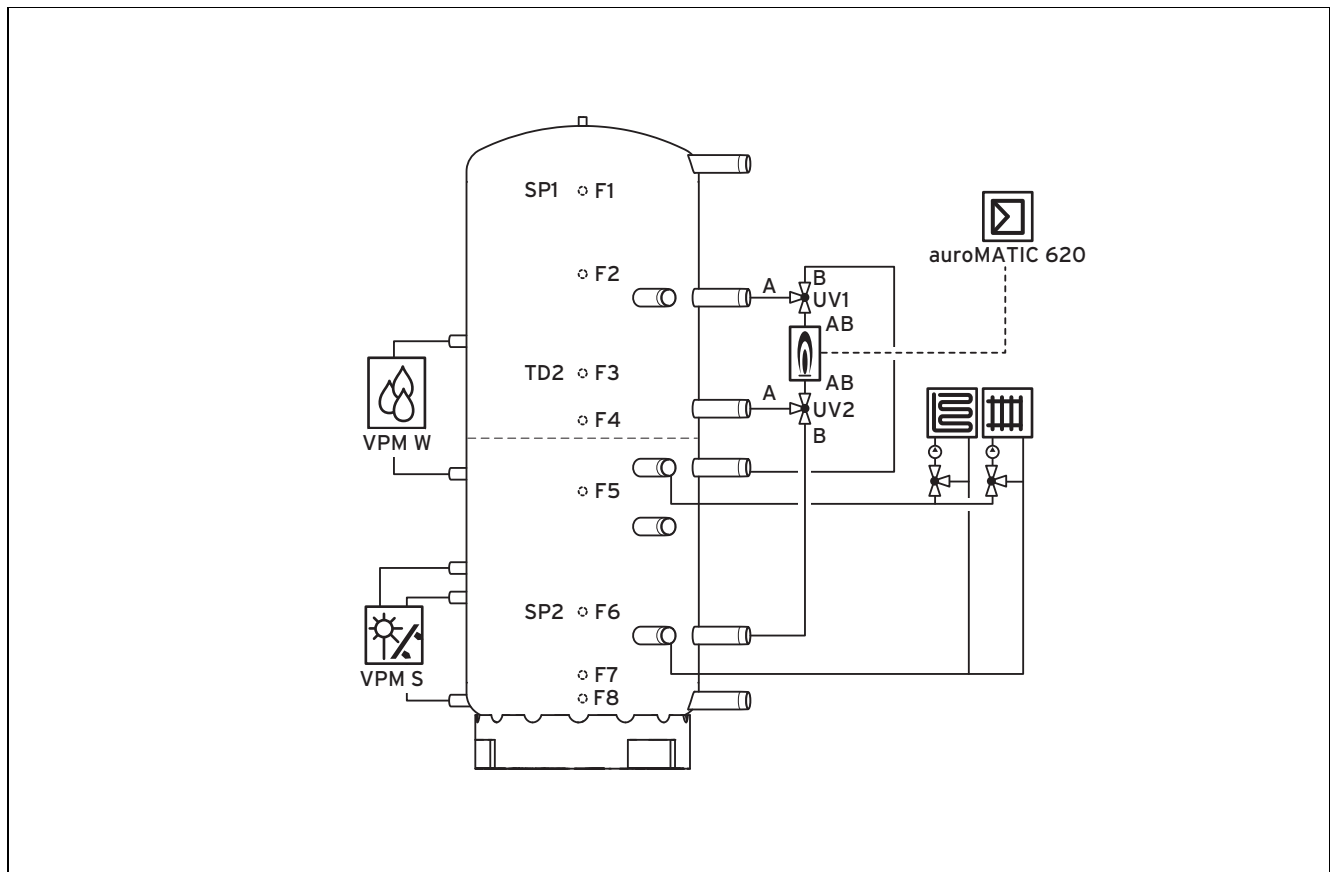 SP1 F1
auroMATIC 620
F2
B
A
UV1
AB
TD2 F3
AB
A
F4
UV2
B
VPM W
F5
SP2 F6
F7
VPM S
F8